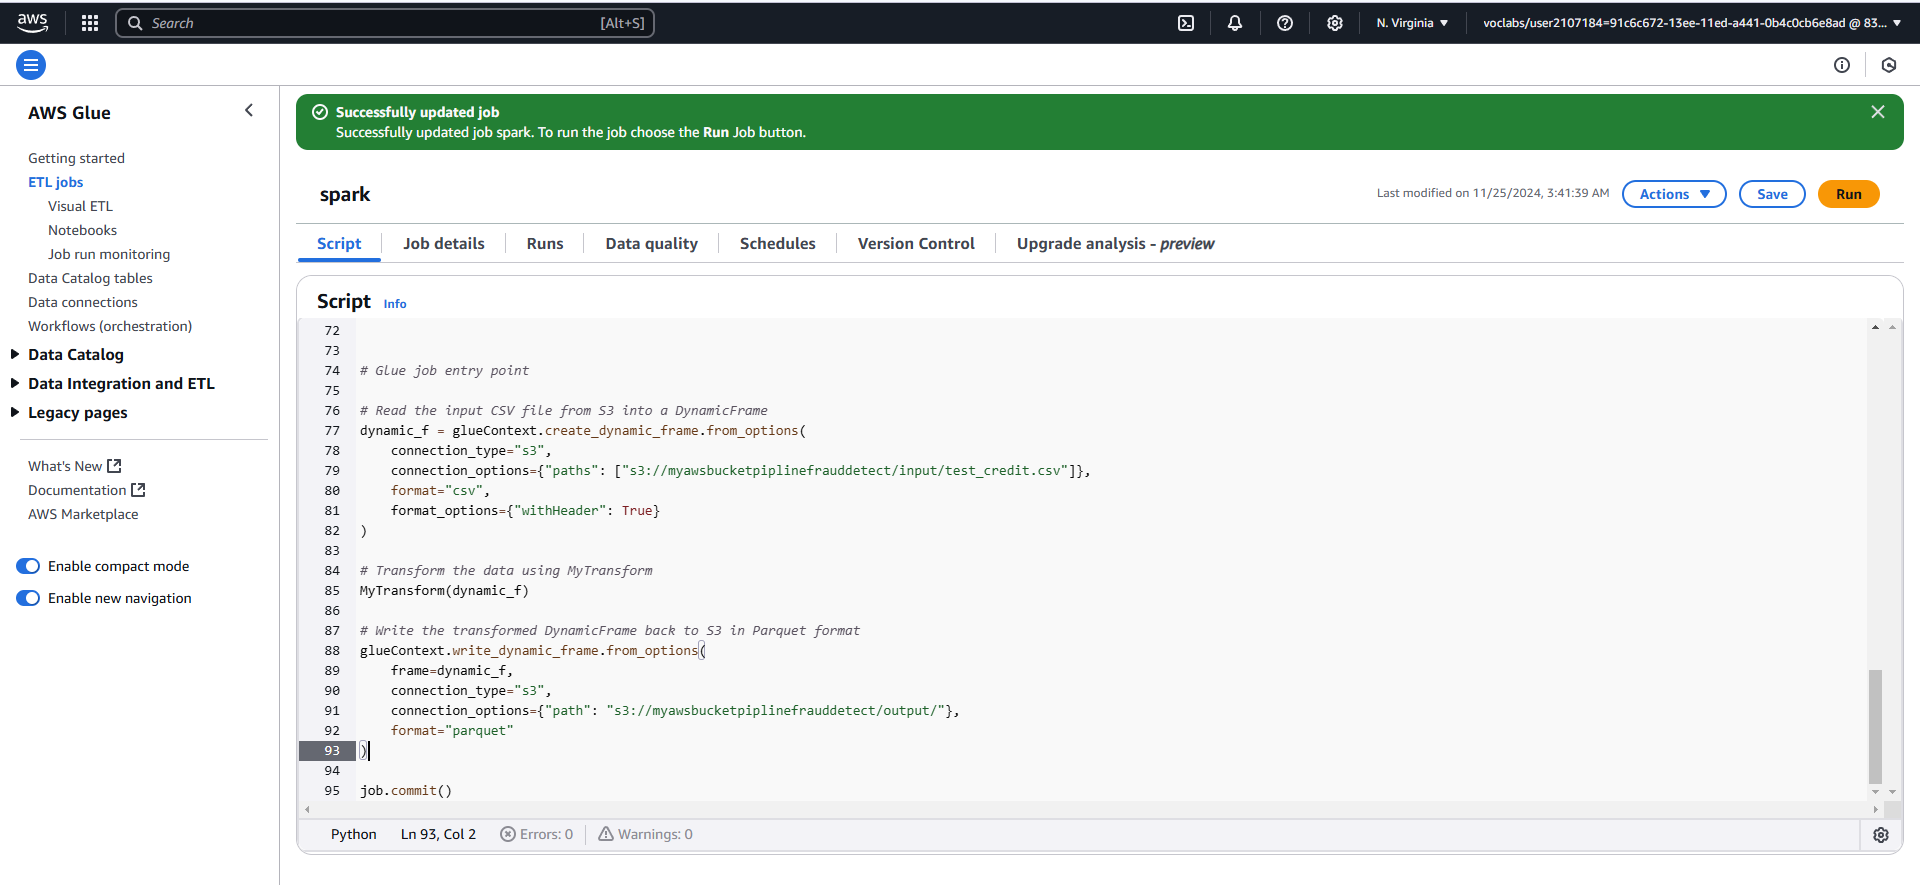 aws
Search [Alt+S]
N. Virginia
voclabs/user2107184=91c6c672-13ee-11ed-a441-0b4c0cb6e8ad @ 83...
AWS Glue
Getting started
ETL jobs
Visual ETL
Notebooks
Job run monitoring
Data Catalog tables
Data connections
Workflows (orchestration)
Data Catalog
Data Integration and ETL
Legacy pages
What's New
Documentation
AWS Marketplace
Enable compact mode
Enable new navigation
Successfully updated job
Successfully updated job spark. To run the job choose the Run Job button.
spark
Last modified on 11/25/2024, 3:41:39 AM
Actions
Save
Run
Script
Job details
Runs
Data quality
Schedules
Version Control
Upgrade analysis - preview
Script Info
72
73
74 # Glue job entry point
75
76 # Read the input CSV file from S3 into a DynamicFrame
77 dynamic_f = glueContext.create_dynamic_frame.from_options(
78     connection_type="s3",
79     connection_options={"paths": ["s3://myawsbucketpiplinefrauddetect/input/test_credit.csv"]},
80     format="csv",
81     format_options={"withHeader": True}
82 )
83
84 # Transform the data using MyTransform
85 MyTransform(dynamic_f)
86
87 # Write the transformed DynamicFrame back to S3 in Parquet format
88 glueContext.write_dynamic_frame.from_options(
89     frame=dynamic_f,
90     connection_type="s3",
91     connection_options={"path": "s3://myawsbucketpiplinefrauddetect/output/"},
92     format="parquet"
93 )
94
95 job.commit()
Python Ln 93, Col 2 Errors: 0 Warnings: 0